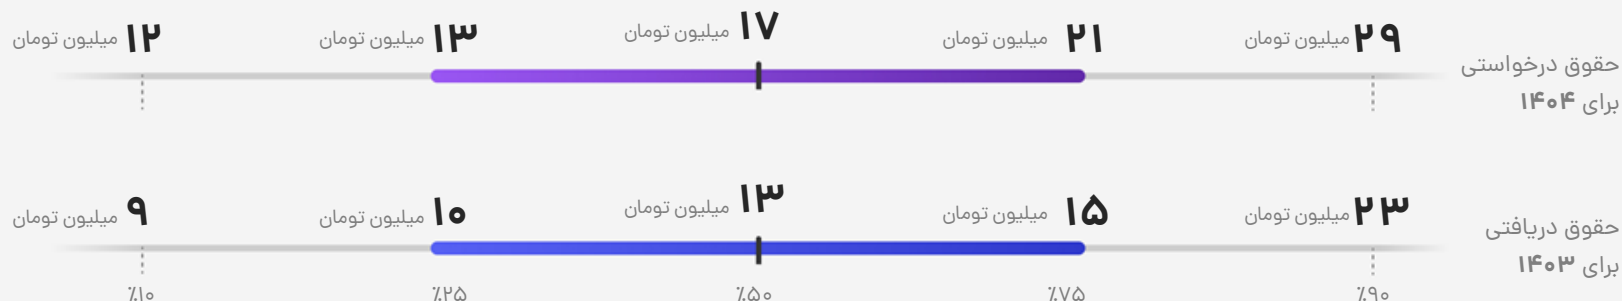 حقوق درخواستی
برای ۱۴۰۴
۱۲ میلیون تومان
۱۳ میلیون تومان
۱۷ میلیون تومان
۲۱ میلیون تومان
۲۹ میلیون تومان
حقوق دریافتی
برای ۱۴۰۳
۹ میلیون تومان
۱۰ میلیون تومان
۱۳ میلیون تومان
۱۵ میلیون تومان
۲۳ میلیون تومان
٪۱۰
٪۲۵
٪۵۰
٪۷۵
٪۹۰